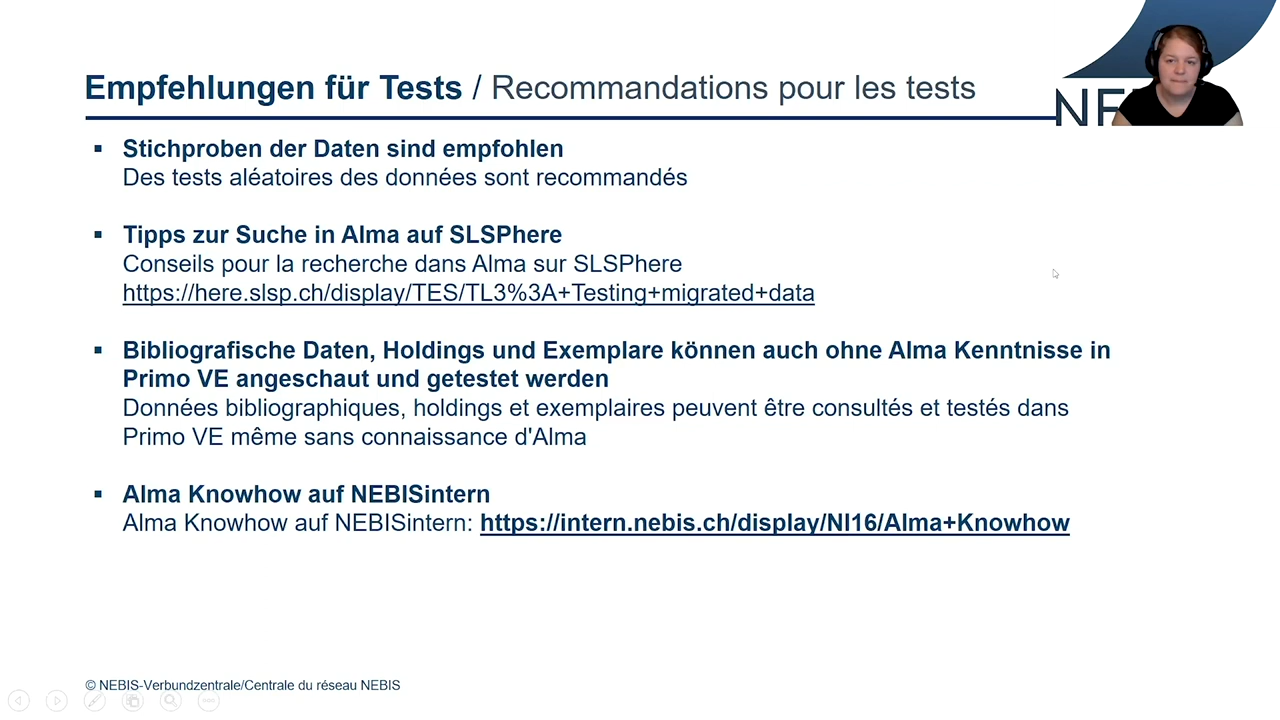 Empfehlungen für Tests / Recommandations pour les tests
▪ Stichproben der Daten sind empfohlen
Des tests aléatoires des données sont recommandés
▪ Tipps zur Suche in Alma auf SLSPhere
Conseils pour la recherche dans Alma sur SLSPhere
https://here.slsp.ch/display/TES/TL3%3A+Testing+migrated+data
▪ Bibliografische Daten, Holdings und Exemplare können auch ohne Alma Kenntnisse in
Primo VE angeschaut und getestet werden
Données bibliographiques, holdings et exemplaires peuvent être consultés et testés dans
Primo VE même sans connaissance d'Alma
▪ Alma Knowhow auf NEBISintern
Alma Knowhow auf NEBISintern: https://intern.nebis.ch/display/NI16/Alma+Knowhow
© NEBIS-Verbundzentrale/Centrale du réseau NEBIS